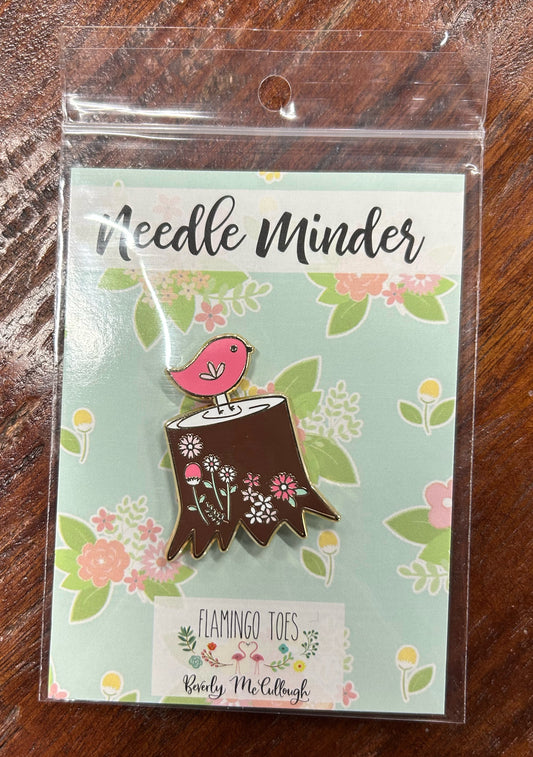 Needle Minder
FLAMINGO TOES
Beverly McCullough